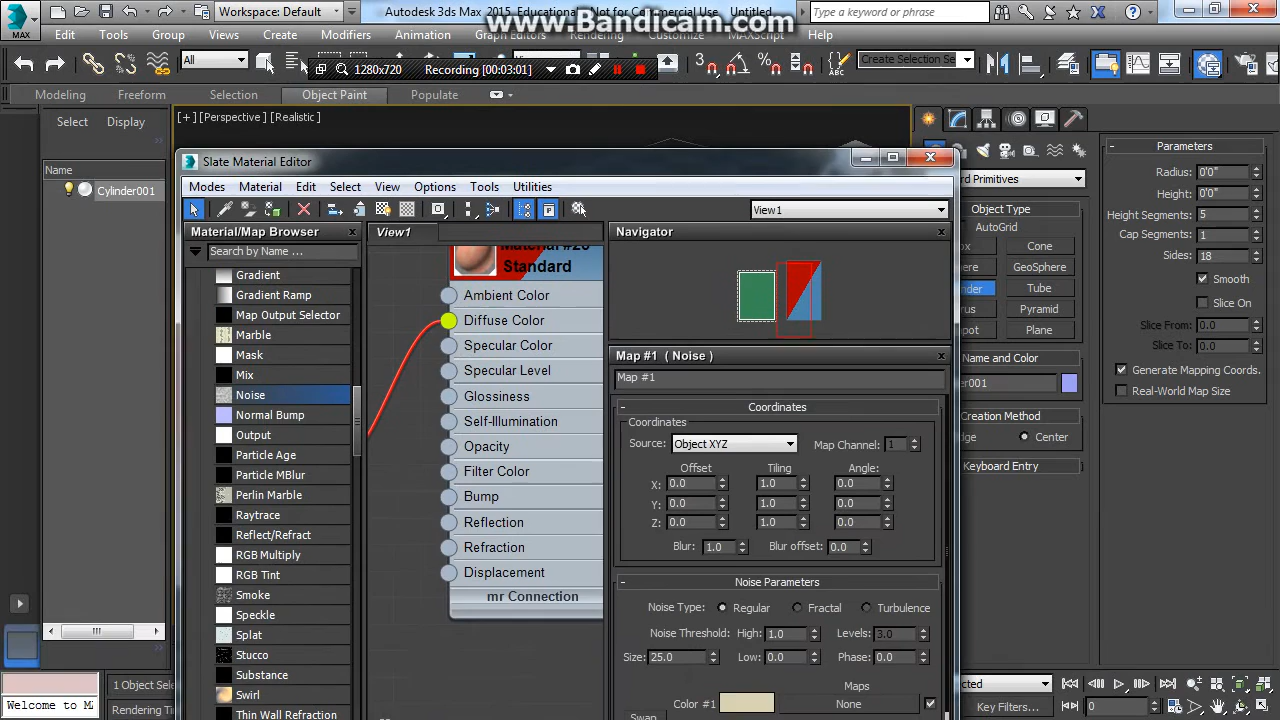 Workspace: Default
Autodesk 3ds Max 2015, Educational
Not for Commercial Use
Untitled
www.Bandicam.com
Type a keyword or phrase
MAX
Edit Tools Group Views Create Modifiers Animation Graph Editors Rendering Customize MAXScript Help
All
1280x720 Recording [00:03:01]
Create Selection Se
Modeling Freeform Selection Object Paint Populate
Select Display
[+] [Perspective] [Realistic]
Name
Cylinder001
Slate Material Editor
Modes Material Edit Select View Options Tools Utilities
View1
Material/Map Browser
Search by Name ...
Gradient
Gradient Ramp
Map Output Selector
Marble
Mask
Mix
Noise
Normal Bump
Output
Particle Age
Particle MBlur
Perlin Marble
Raytrace
Reflect/Refract
RGB Multiply
RGB Tint
Smoke
Speckle
Splat
Stucco
Substance
Swirl
Thin Wall Refraction
View1
Standard
Ambient Color
Diffuse Color
Specular Color
Specular Level
Glossiness
Self-Illumination
Opacity
Filter Color
Bump
Reflection
Refraction
Displacement
mr Connection
Navigator
Map #1 ( Noise )
Map #1
Coordinates
Coordinates
Source: Object XYZ Map Channel: 1
Offset Tiling Angle:
X: 0.0 1.0 0.0
Y: 0.0 1.0 0.0
Z: 0.0 1.0 0.0
Blur: 1.0 Blur offset: 0.0
Noise Parameters
Noise Type: Regular Fractal Turbulence
Noise Threshold: High: 1.0 Levels: 3.0
Size: 25.0 Low: 0.0 Phase: 0.0
Maps
Color #1 None
Swap
d Primitives
Object Type
AutoGrid
ox Cone
ere GeoSphere
nder Tube
rus Pyramid
pot Plane
Name and Color
er001
Creation Method
dge Center
Keyboard Entry
Parameters
Radius: 0'0"
Height: 0'0"
Height Segments: 5
Cap Segments: 1
Sides: 18
Smooth
Slice On
Slice From: 0.0
Slice To: 0.0
Generate Mapping Coords.
Real-World Map Size
Welcome to M
1 Object Sel
Rendering Tim
ected
Key Filters...
0